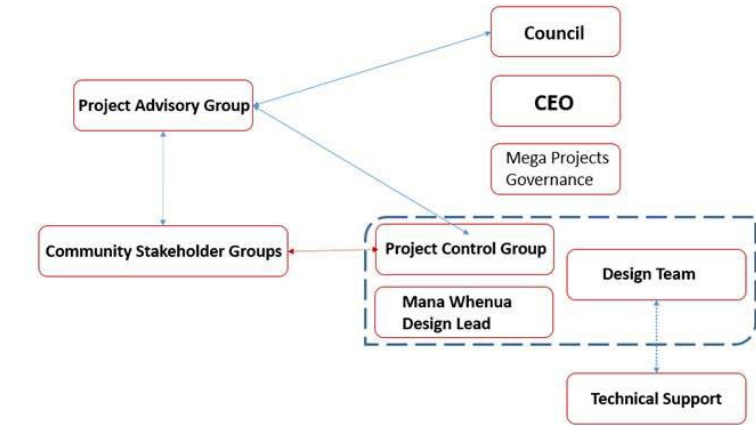 Council
Project Advisory Group
CEO
Mega Projects
Governance
Community Stakeholder Groups
Project Control Group
Design Team
Mana Whenua
Design Lead
Technical Support